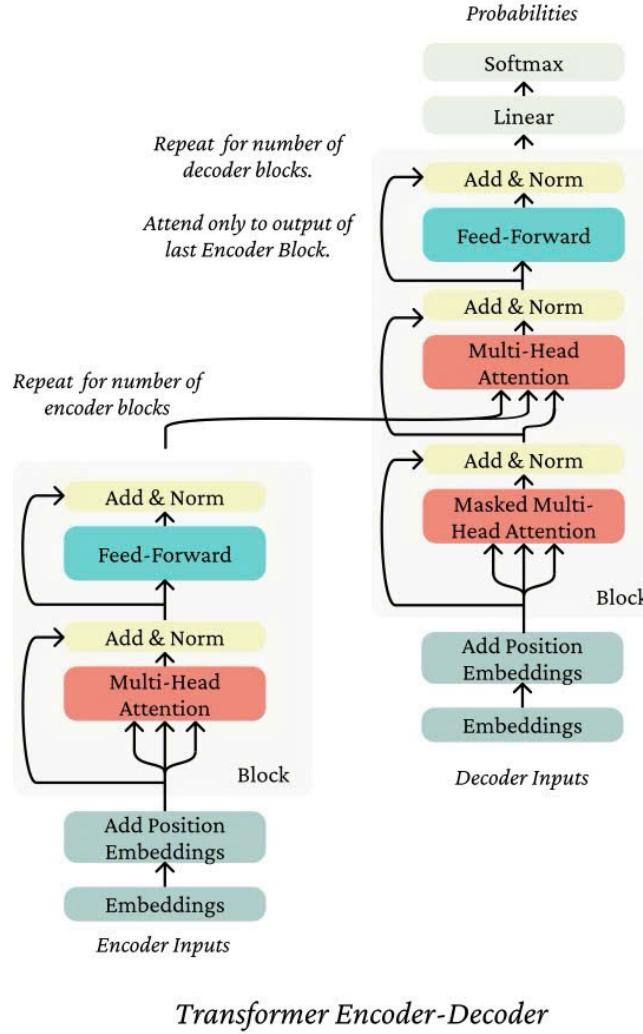 Probabilities
Softmax
Linear
Repeat for number of
decoder blocks.
Add & Norm
Attend only to output of
last Encoder Block.
Feed-Forward
Add & Norm
Multi-Head
Attention
Repeat for number of
encoder blocks
Add & Norm
Masked Multi-
Head Attention
Block
Add Position
Embeddings
Embeddings
Decoder Inputs
Add & Norm
Feed-Forward
Add & Norm
Multi-Head
Attention
Block
Add Position
Embeddings
Embeddings
Encoder Inputs
Transformer Encoder-Decoder